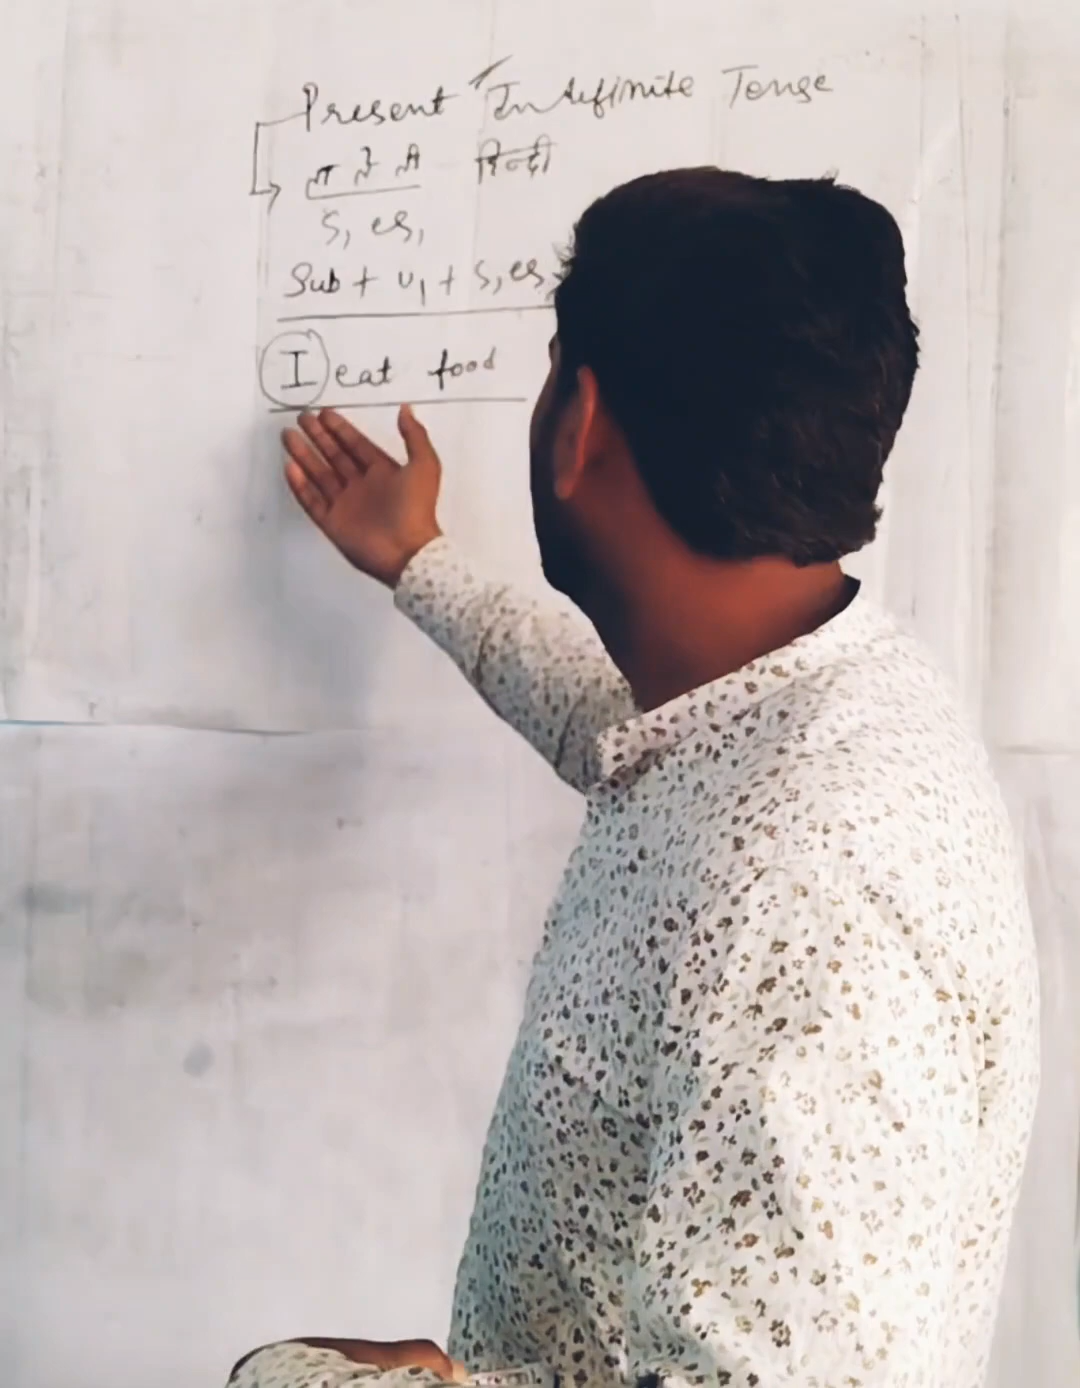 Present Indefinite Tense
ता ते ती हिन्दी
S, es,
Sub + v1 + S, es,
I eat food